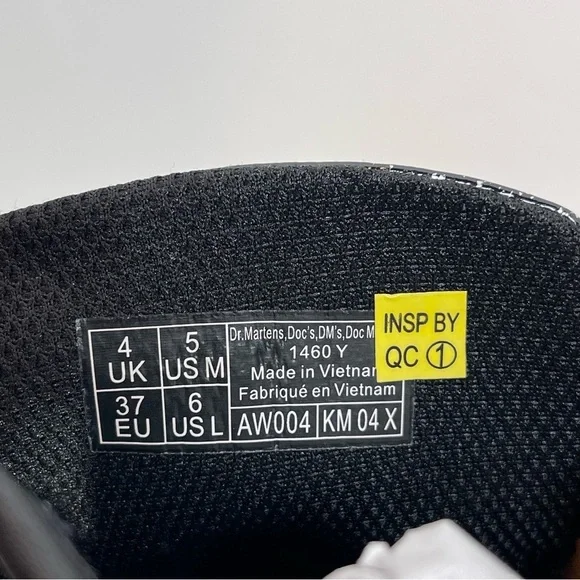 4
UK
5
US M
37
EU
6
US L
Dr.Martens,Doc's,DM's,Doc
1460 Y
Made in Vietnam
Fabriqué en Vietnam
AW004
KM 04 X
INSP BY
QC ①